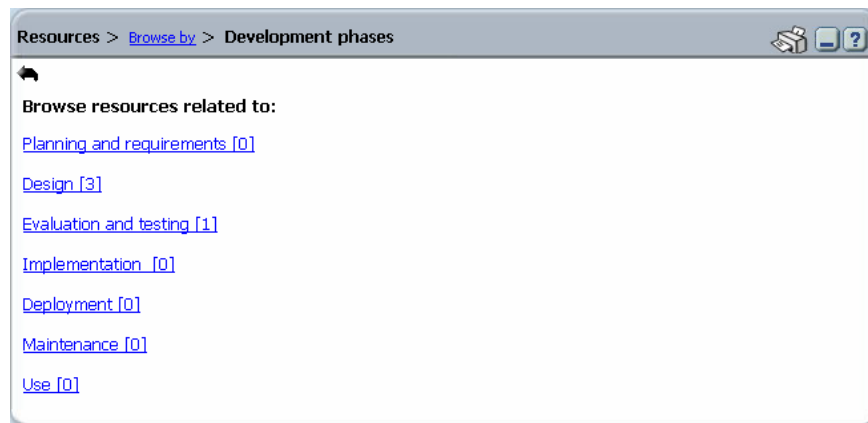 Resources > Browse by > Development phases
?
Browse resources related to:
Planning and requirements [0]
Design [3]
Evaluation and testing [1]
Implementation  [0]
Deployment [0]
Maintenance [0]
Use [0]